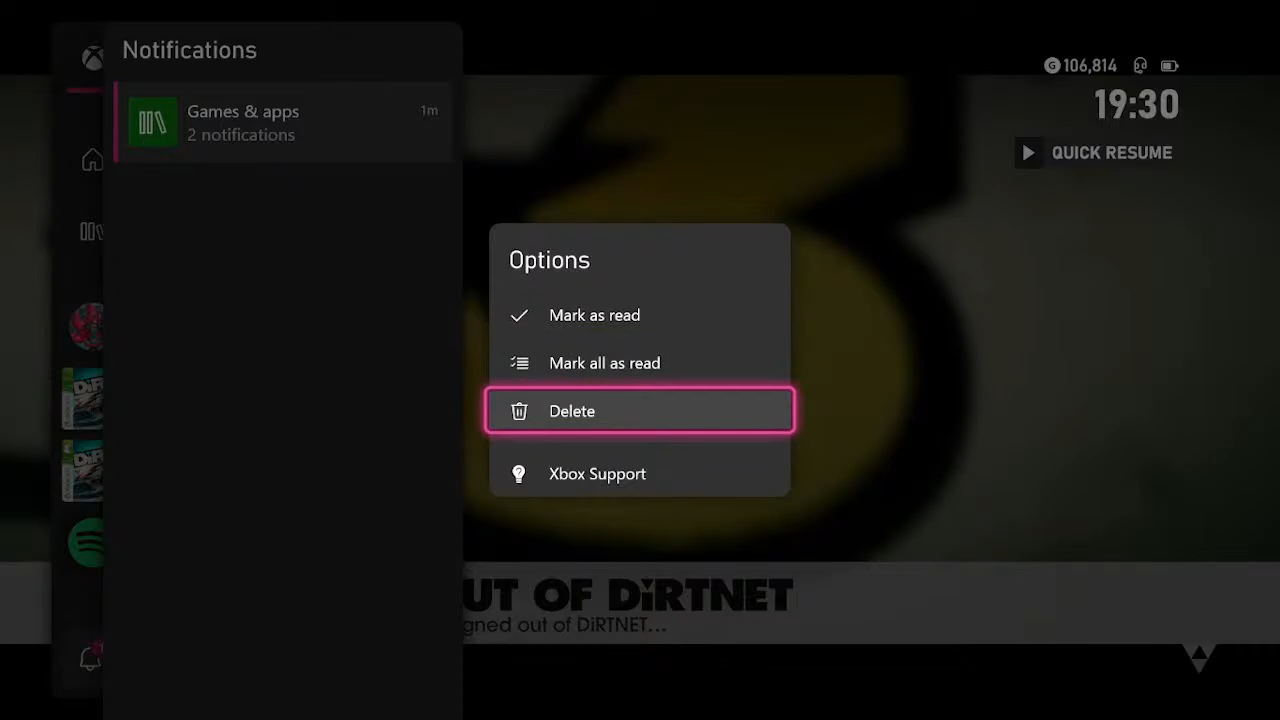 Notifications
Games & apps
1m
2 notifications
G 106,814
19:30
QUICK RESUME
Options
Mark as read
Mark all as read
Delete
Xbox Support
UT OF DiRTNET
gned out of DiRTNET...